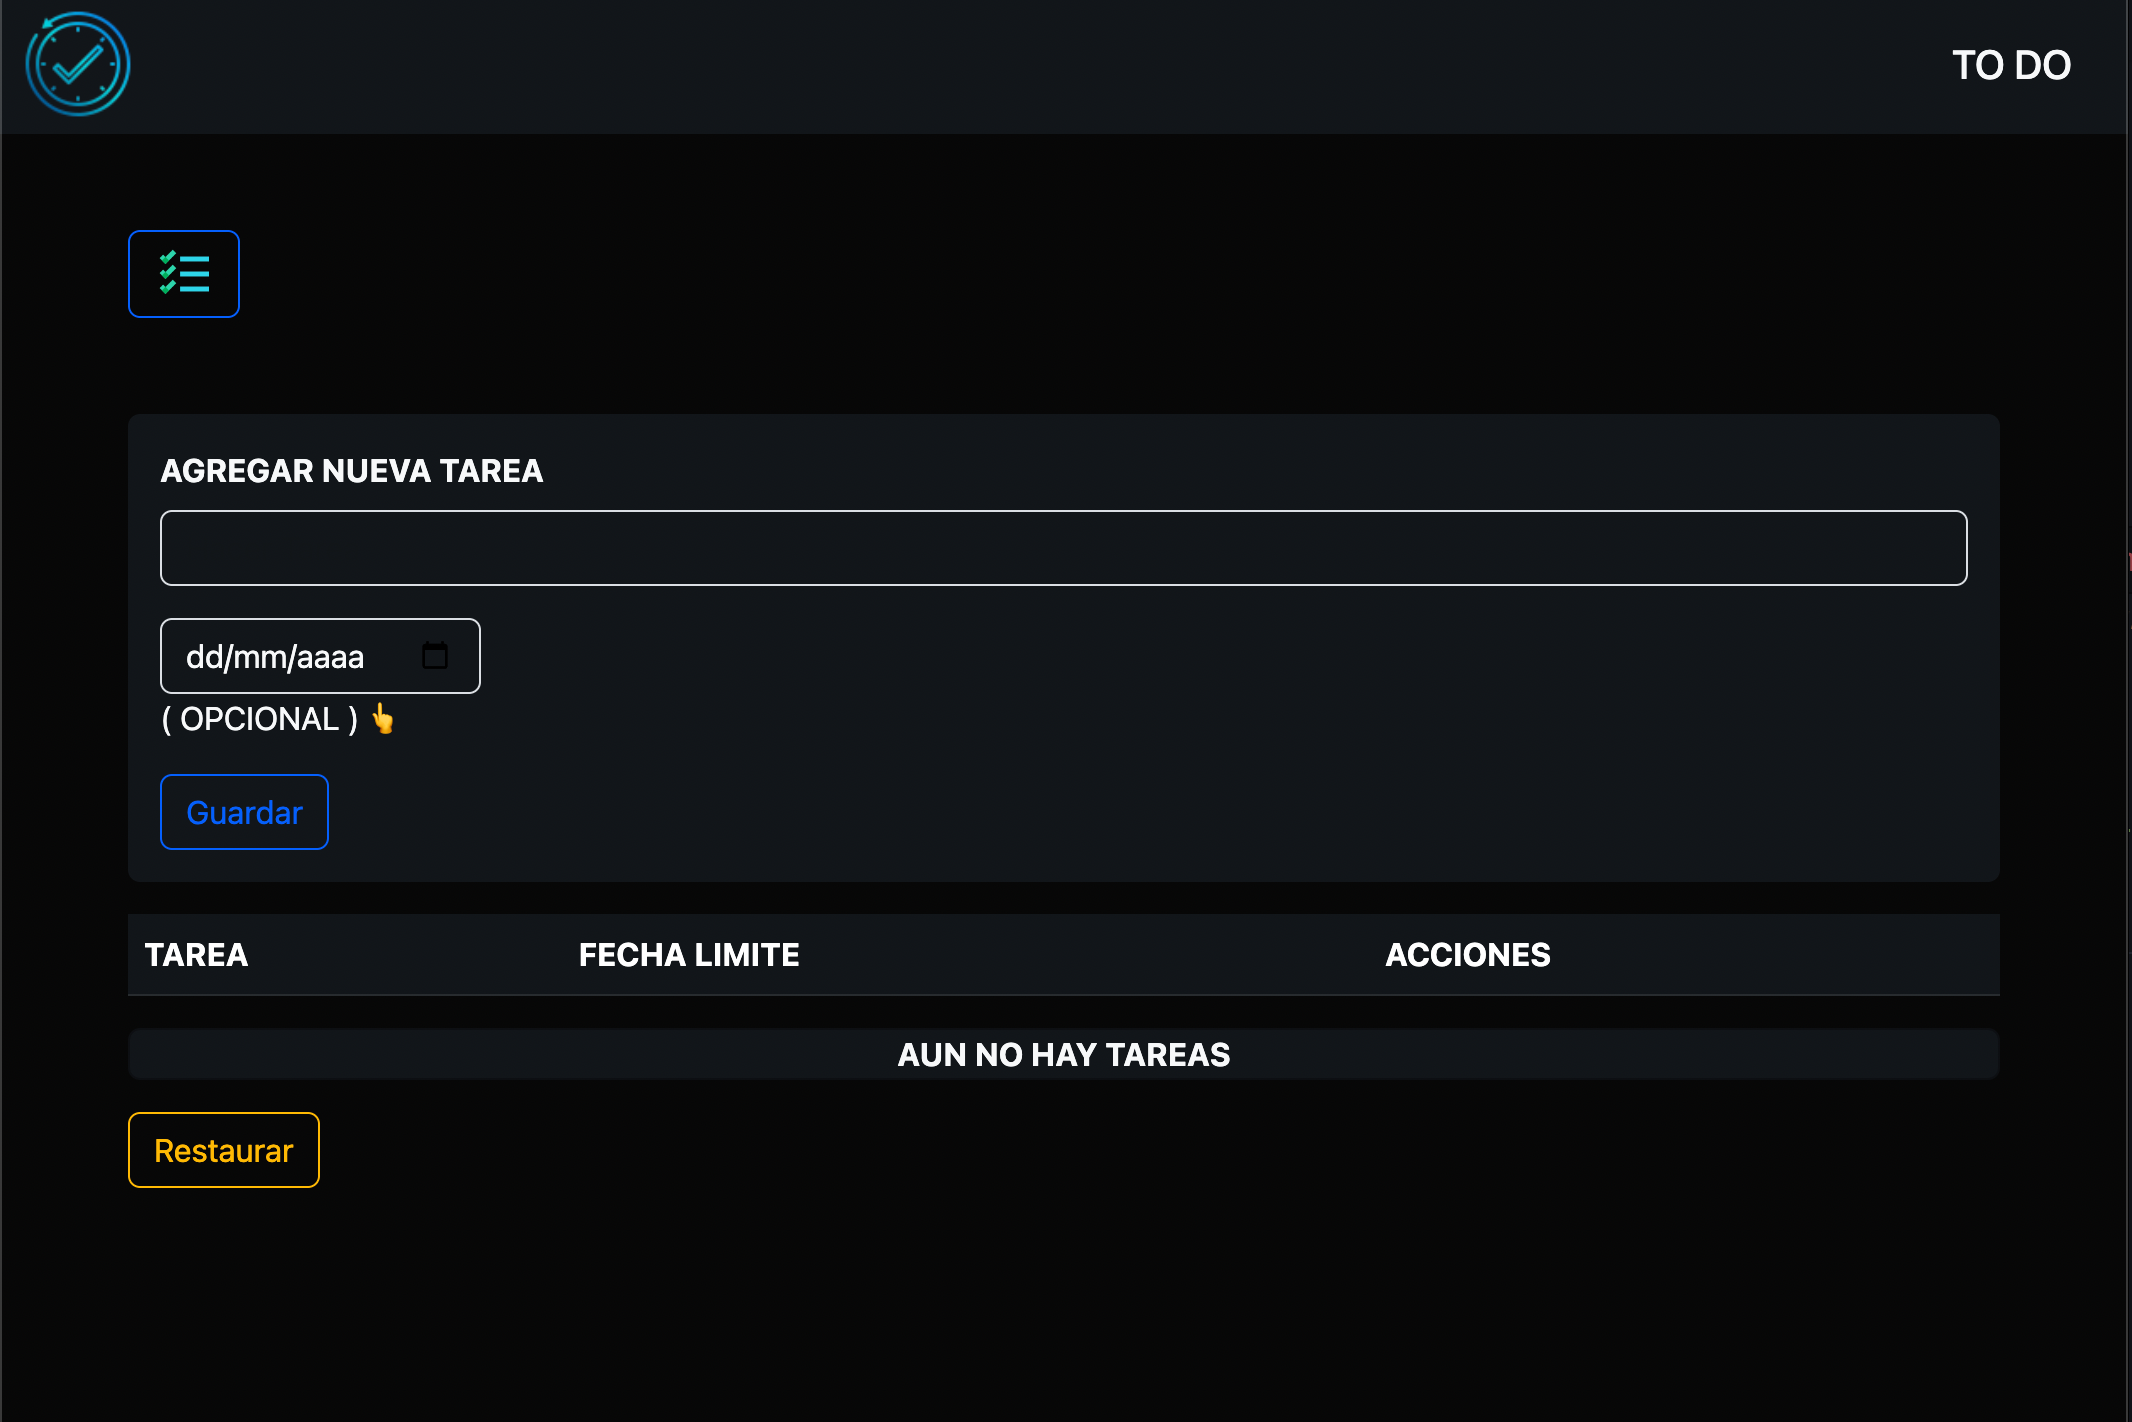 TO DO
AGREGAR NUEVA TAREA
dd/mm/aaaa
( OPCIONAL ) 👆
Guardar
TAREA FECHA LIMITE ACCIONES
AUN NO HAY TAREAS
Restaurar